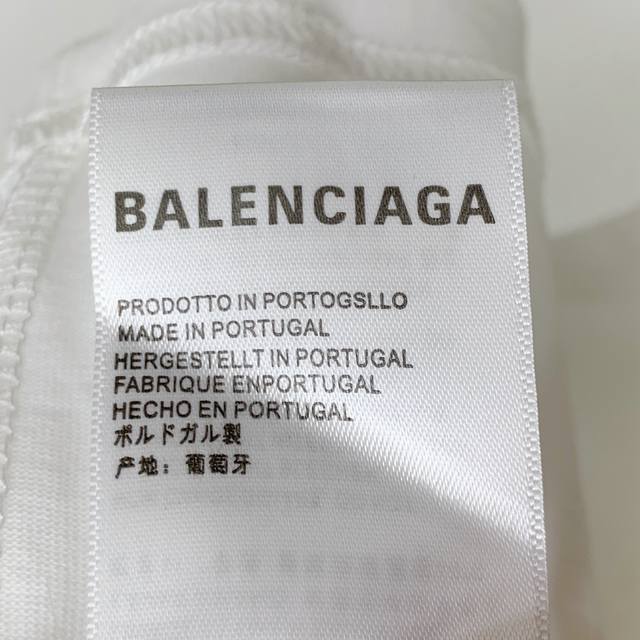 BALENCIAGA
PRODOTTO IN PORTOGSLLO
MADE IN PORTUGAL
HERGESTELLT IN PORTUGAL
FABRIQUE ENPORTUGAL
HECHO EN PORTUGAL
ポルドガル製
产地：葡萄牙